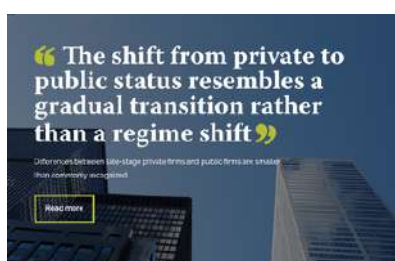 “ The shift from private to
public status resembles a
gradual transition rather
than a regime shift ”
Differences between late-stage private firms and public firms are smaller
than commonly recognized
Read more